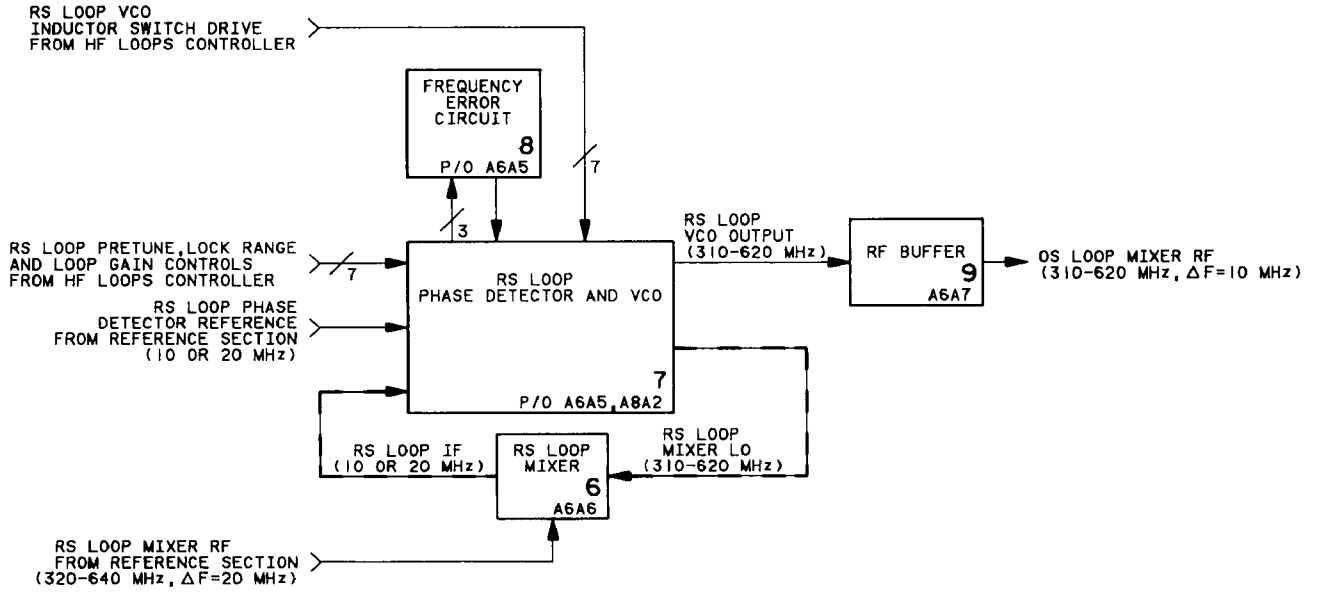 RS LOOP VCO
INDUCTOR SWITCH DRIVE
FROM HF LOOPS CONTROLLER
FREQUENCY
ERROR
CIRCUIT
8
P/O A6A5
7
3
RS LOOP PRETUNE,LOCK RANGE
AND LOOP GAIN CONTROLS
FROM HF LOOPS CONTROLLER
7
RS LOOP PHASE
DETECTOR REFERENCE
FROM REFERENCE SECTION
(10 OR 20 MHz)
RS LOOP
PHASE DETECTOR AND VCO
7
P/O A6A5,A8A2
RS LOOP
VCO OUTPUT
(310-620 MHz)
RF BUFFER
9
A6A7
OS LOOP MIXER RF
(310-620 MHz, ΔF=10 MHz)
RS LOOP IF
(10 OR 20 MHz)
RS LOOP
MIXER
6
A6A6
RS LOOP
MIXER LO
(310-620 MHz)
RS LOOP MIXER RF
FROM REFERENCE SECTION
(320-640 MHz, ΔF=20 MHz)